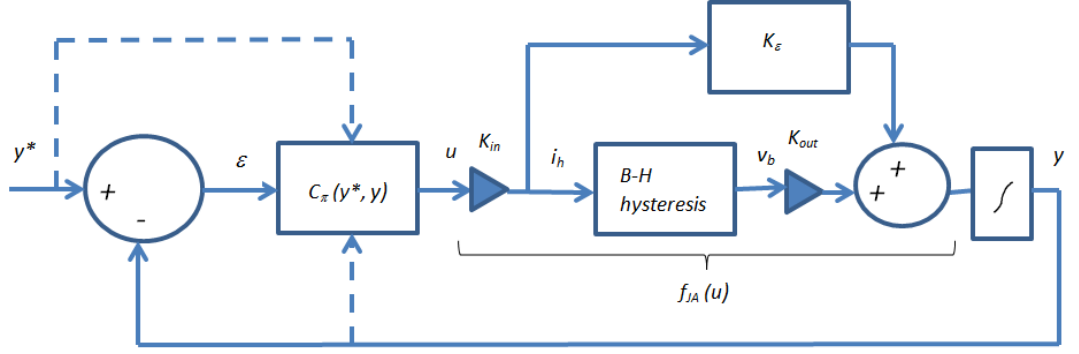 K_ε
y*
ε
u
K_in
i_h
v_b
K_out
y
+
-
C_π (y*, y)
B-H
hysteresis
+
+
∫
f_JA (u)